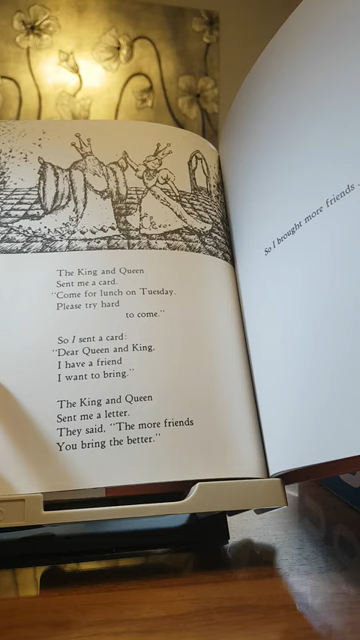 The King and Queen
Sent me a card.
"Come for lunch on Tuesday.
Please try hard
to come."
So I sent a card:
"Dear Queen and King,
I have a friend
I want to bring."
The King and Queen
Sent me a letter.
They said, "The more friends
You bring the better."
So I brought more friends